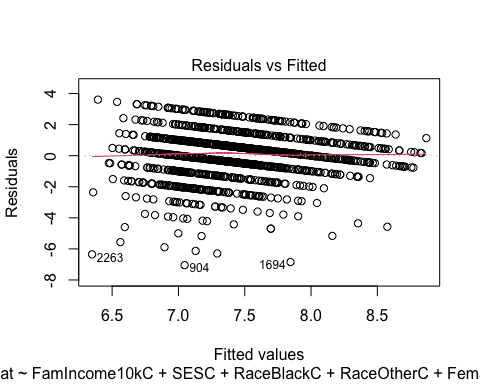 Residuals vs Fitted
Residuals
4
2
0
-2
-4
-6
-8
2263
904
1694
6.5 7.0 7.5 8.0 8.5
Fitted values
at ~ FamIncome10kC + SESC + RaceBlackC + RaceOtherC + Fema